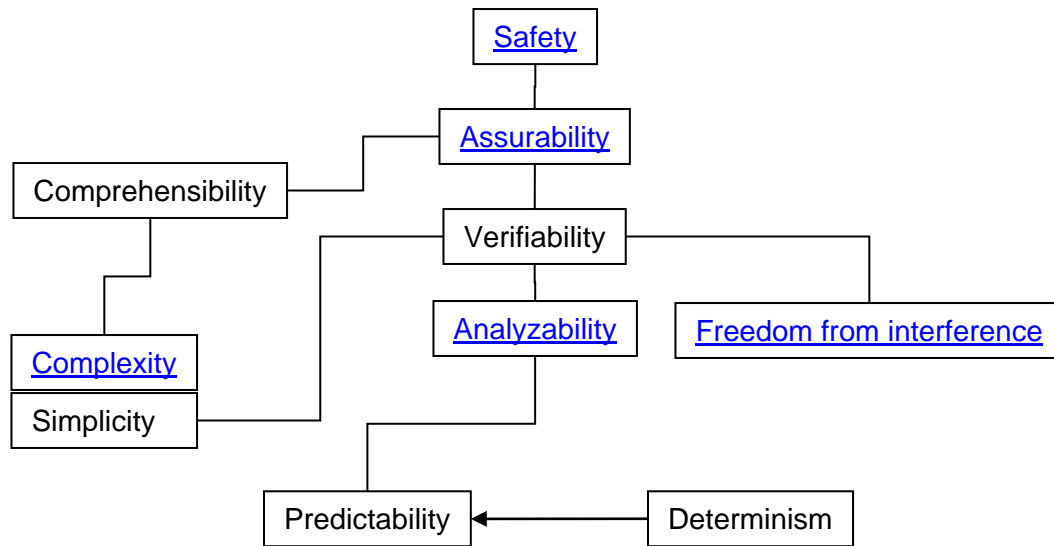 Safety
Assurability
Comprehensibility
Verifiability
Analyzability
Freedom from interference
Complexity
Simplicity
Predictability
Determinism